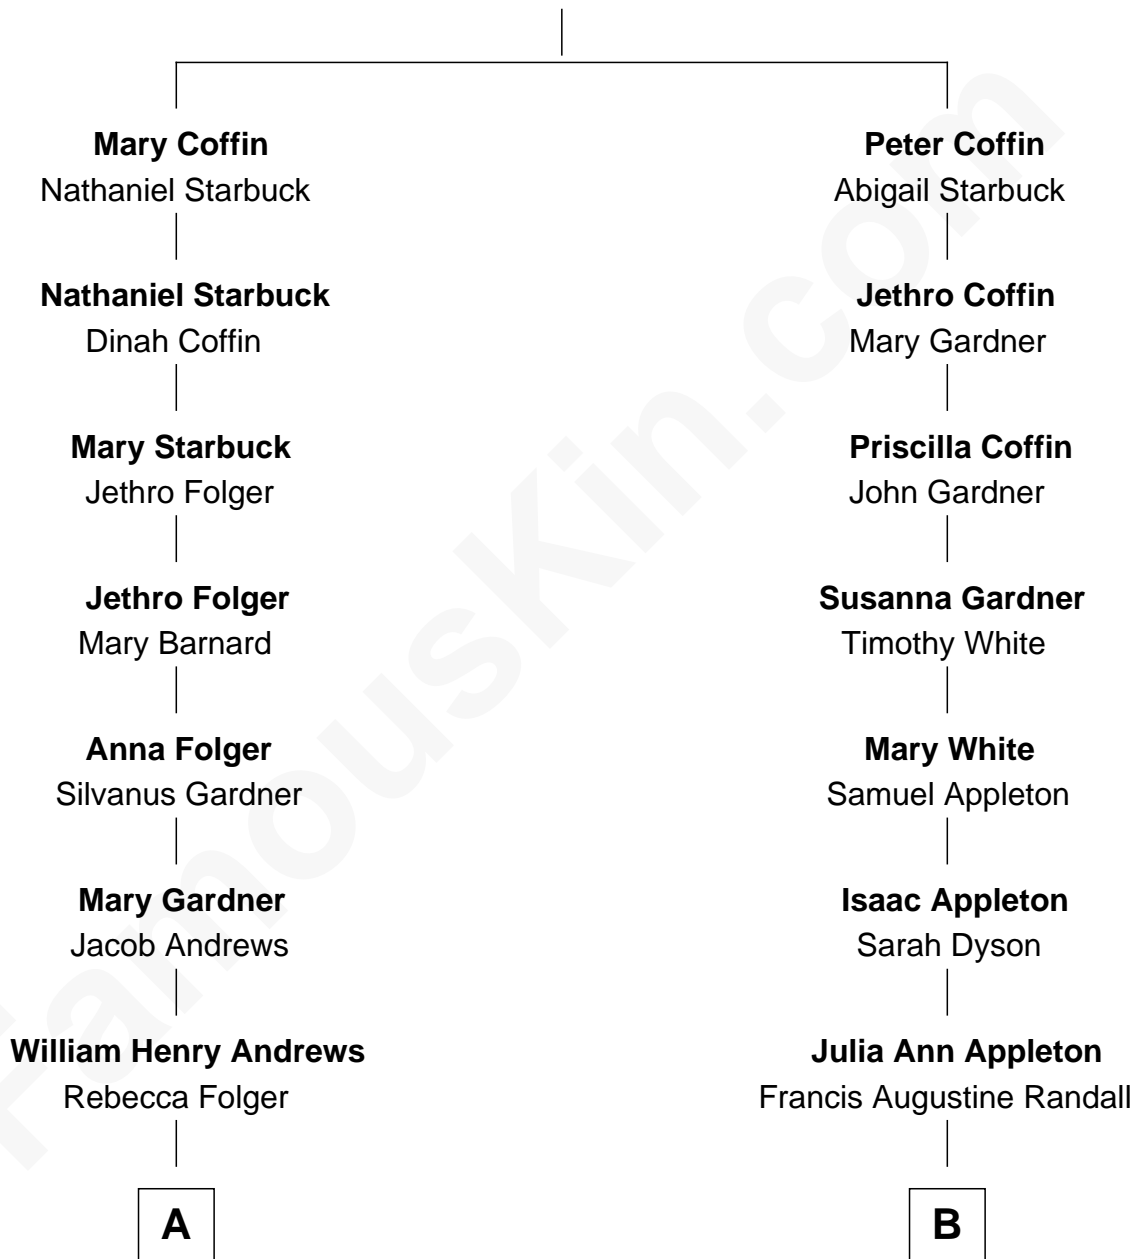 Mary Coffin
Nathaniel Starbuck
Nathaniel Starbuck
Dinah Coffin
Mary Starbuck
Jethro Folger
Jethro Folger
Mary Barnard
Anna Folger
Silvanus Gardner
Mary Gardner
Jacob Andrews
William Henry Andrews
Rebecca Folger
A
Peter Coffin
Abigail Starbuck
Jethro Coffin
Mary Gardner
Priscilla Coffin
John Gardner
Susanna Gardner
Timothy White
Mary White
Samuel Appleton
Isaac Appleton
Sarah Dyson
Julia Ann Appleton
Francis Augustine Randall
B
FamousKin.com